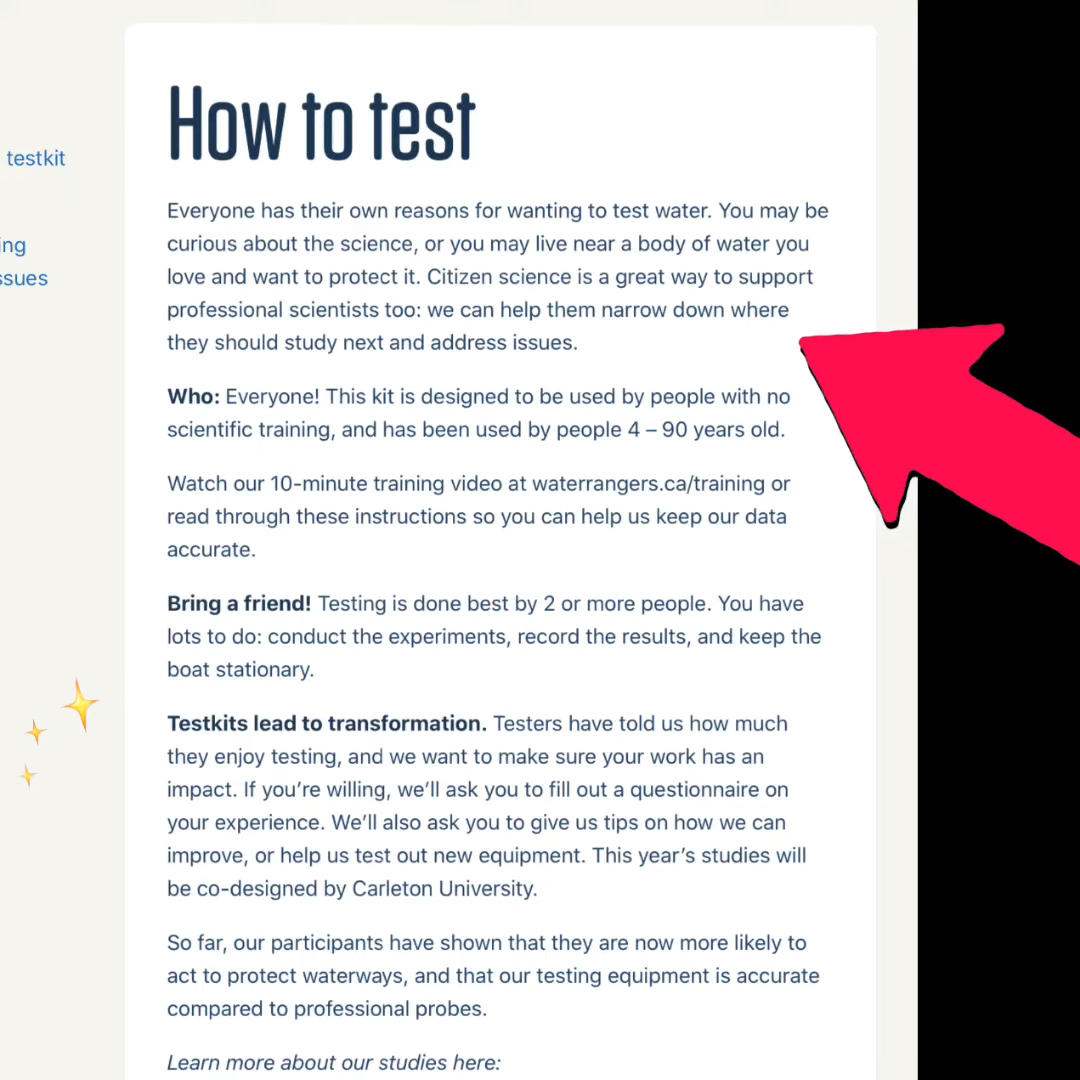 How to test
testkit
Everyone has their own reasons for wanting to test water. You may be
curious about the science, or you may live near a body of water you
love and want to protect it. Citizen science is a great way to support
professional scientists too: we can help them narrow down where
they should study next and address issues.
ing
ssues
Who: Everyone! This kit is designed to be used by people with no
scientific training, and has been used by people 4 – 90 years old.
Watch our 10-minute training video at waterrangers.ca/training or
read through these instructions so you can help us keep our data
accurate.
Bring a friend! Testing is done best by 2 or more people. You have
lots to do: conduct the experiments, record the results, and keep the
boat stationary.
Testkits lead to transformation. Testers have told us how much
they enjoy testing, and we want to make sure your work has an
impact. If you’re willing, we’ll ask you to fill out a questionnaire on
your experience. We’ll also ask you to give us tips on how we can
improve, or help us test out new equipment. This year’s studies will
be co-designed by Carleton University.
So far, our participants have shown that they are now more likely to
act to protect waterways, and that our testing equipment is accurate
compared to professional probes.
Learn more about our studies here: